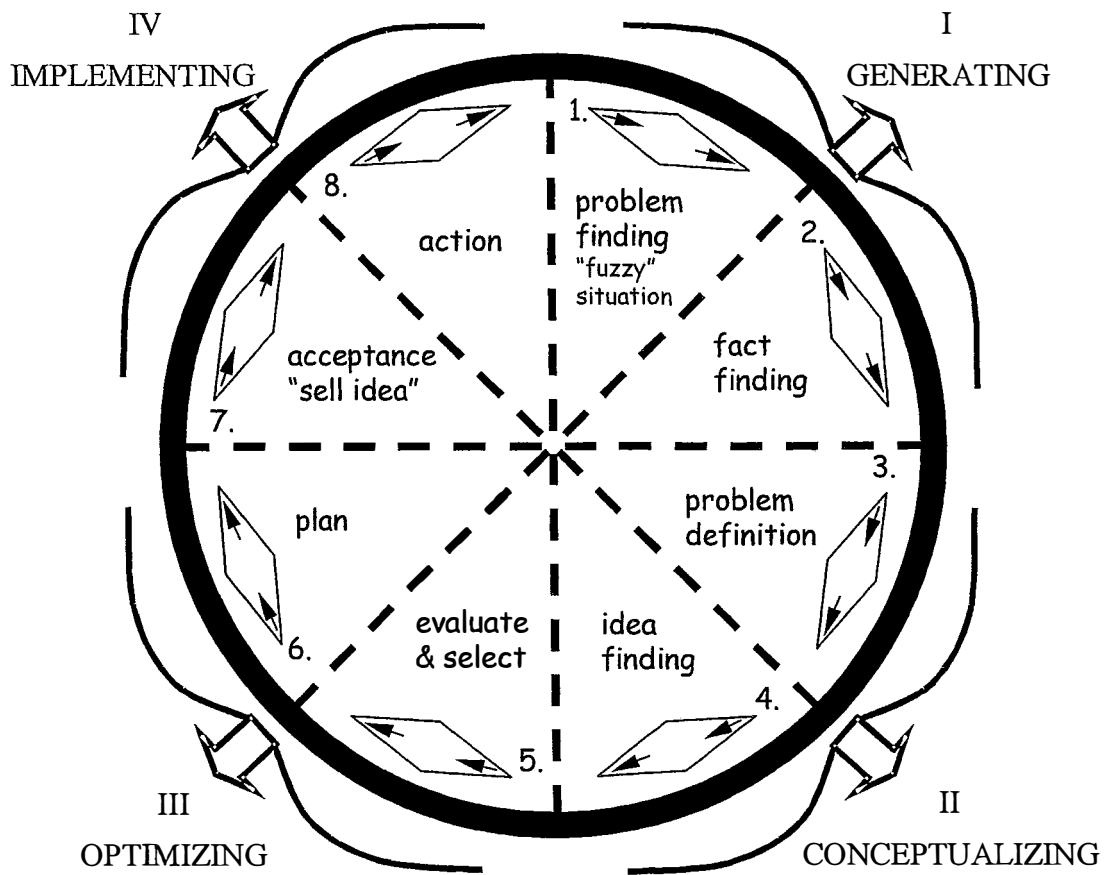 IV
IMPLEMENTING
I
GENERATING
1.
problem
finding
“fuzzy”
situation
2.
fact
finding
3.
problem
definition
4.
idea
finding
5.
evaluate
& select
6.
plan
7.
acceptance
“sell idea”
8.
action
III
OPTIMIZING
II
CONCEPTUALIZING